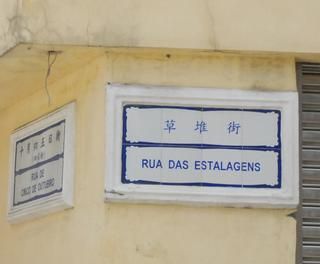 草堆街
RUA DAS ESTALAGENS
RUA DE
CINCO DE OUTUBRO